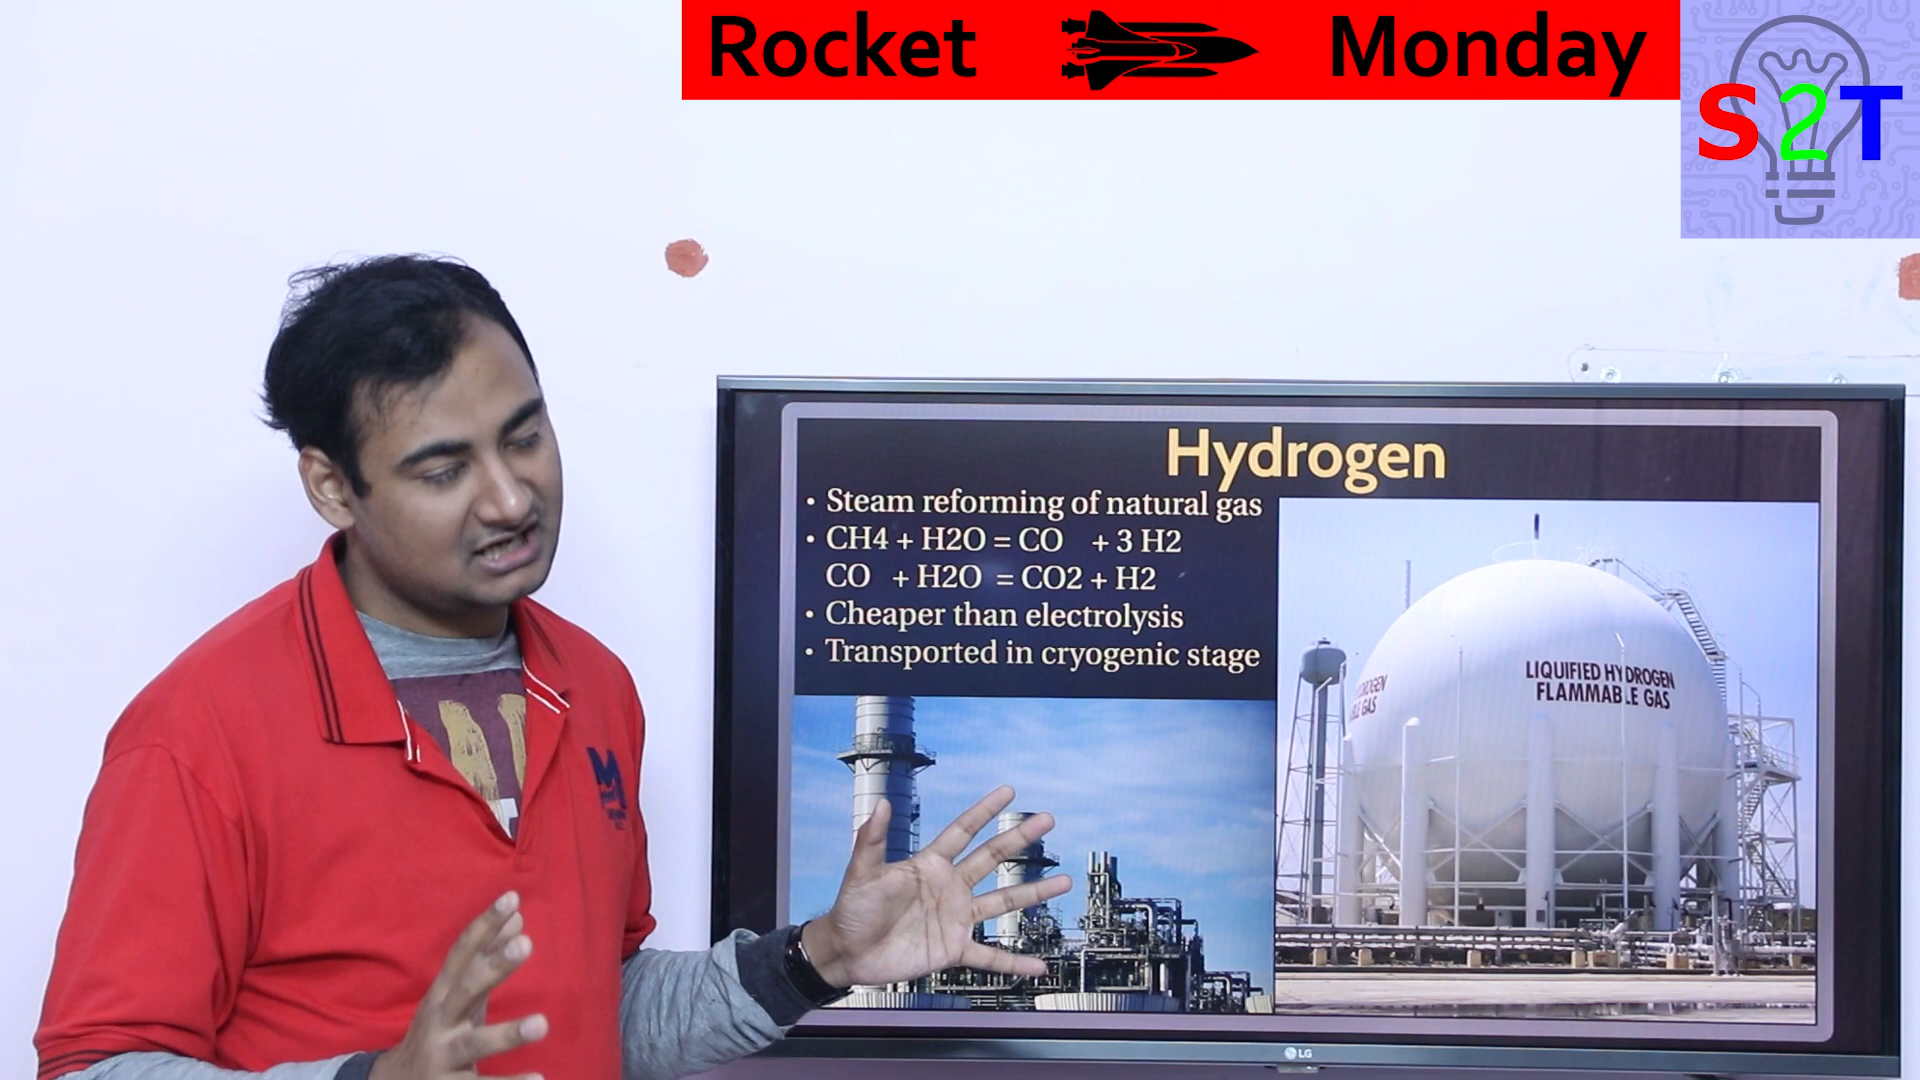 Rocket Monday
S2T
Hydrogen
• Steam reforming of natural gas
• CH4 + H2O = CO + 3 H2
CO + H2O = CO2 + H2
• Cheaper than electrolysis
• Transported in cryogenic stage
LIQUIFIED HYDROGEN
FLAMMABLE GAS
GAS
M
LG